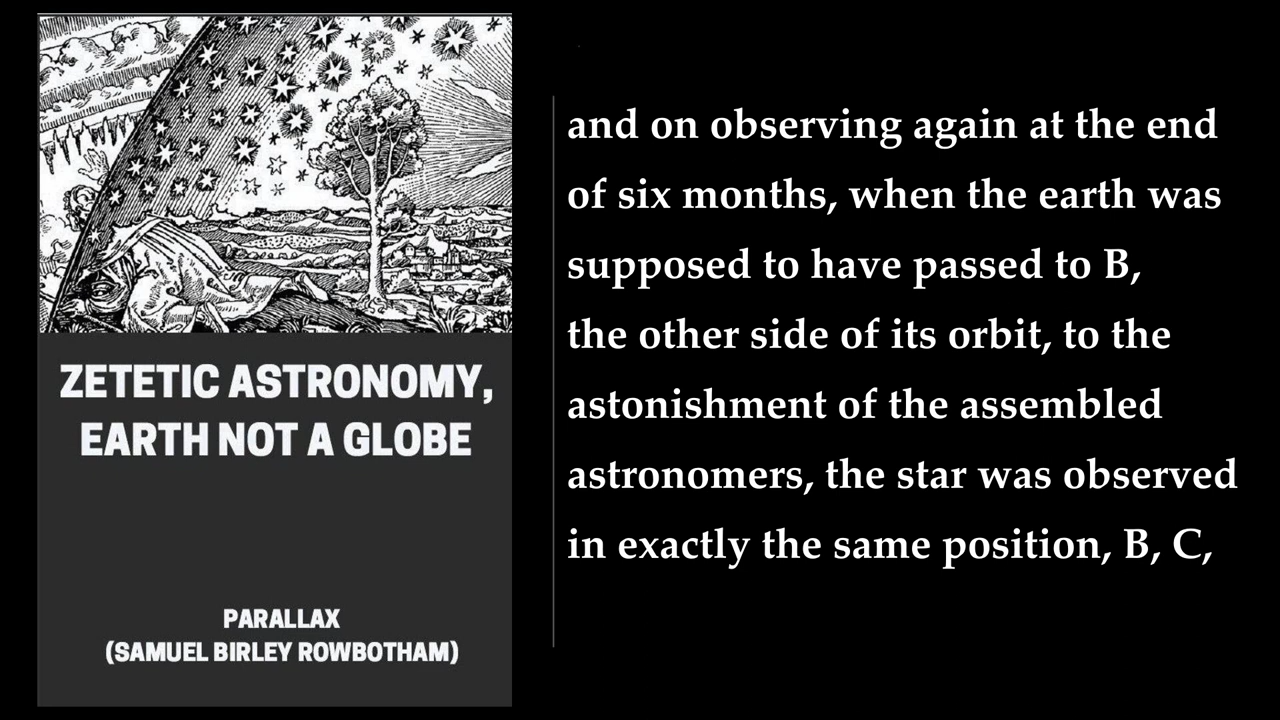 ZETETIC ASTRONOMY,
EARTH NOT A GLOBE
PARALLAX
(SAMUEL BIRLEY ROWBOTHAM)
and on observing again at the end
of six months, when the earth was
supposed to have passed to B,
the other side of its orbit, to the
astonishment of the assembled
astronomers, the star was observed
in exactly the same position, B, C,